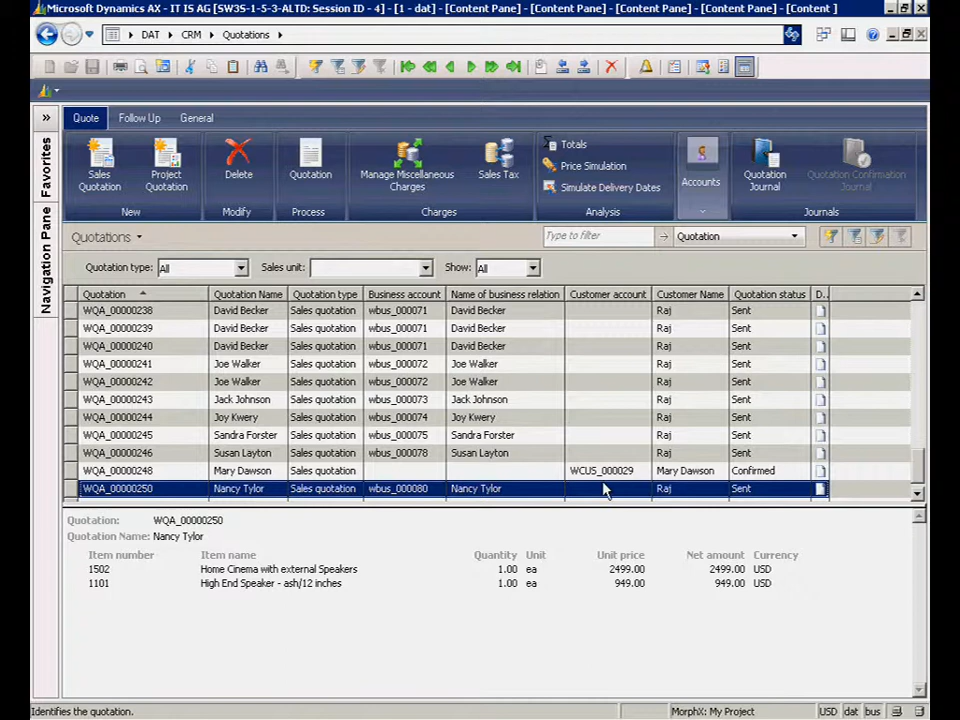 Microsoft Dynamics AX - IT IS AG [SW3S-1-5-3-ALTD: Session ID - 4] - [1 - dat] - [Content Pane] - [Content Pane] - [Content Pane] - [Content Pane] - [Content ]
DAT CRM Quotations
Quote Follow Up General
Sales Quotation
Project Quotation
Delete
Quotation
Manage Miscellaneous Charges
Sales Tax
Totals
Price Simulation
Simulate Delivery Dates
Accounts
Quotation Journal
Quotation Confirmation Journal
New Modify Process Charges Analysis Journals
Favorites
Navigation Pane
Quotations Type to filter Quotation
Quotation type: All Sales unit: Show: All
Quotation Quotation Name Quotation type Business account Name of business relation Customer account Customer Name Quotation status D..
WQA_00000238 David Becker Sales quotation wbus_000071 David Becker Raj Sent
WQA_00000239 David Becker Sales quotation wbus_000071 David Becker Raj Sent
WQA_00000240 David Becker Sales quotation wbus_000071 David Becker Raj Sent
WQA_00000241 Joe Walker Sales quotation wbus_000072 Joe Walker Raj Sent
WQA_00000242 Joe Walker Sales quotation wbus_000072 Joe Walker Raj Sent
WQA_00000243 Jack Johnson Sales quotation wbus_000073 Jack Johnson Raj Sent
WQA_00000244 Joy Kwery Sales quotation wbus_000074 Joy Kwery Raj Sent
WQA_00000245 Sandra Forster Sales quotation wbus_000075 Sandra Forster Raj Sent
WQA_00000246 Susan Layton Sales quotation wbus_000078 Susan Layton Raj Sent
WQA_00000248 Mary Dawson Sales quotation WCUS_000029 Mary Dawson Confirmed
WQA_00000250 Nancy Tylor Sales quotation wbus_000080 Nancy Tylor Raj Sent
Quotation: WQA_00000250
Quotation Name: Nancy Tylor
Item number Item name Quantity Unit Unit price Net amount Currency
1502 Home Cinema with external Speakers 1.00 ea 2499.00 2499.00 USD
1101 High End Speaker - ash/12 inches 1.00 ea 949.00 949.00 USD
Identifies the quotation. MorphX: My Project USD dat bus